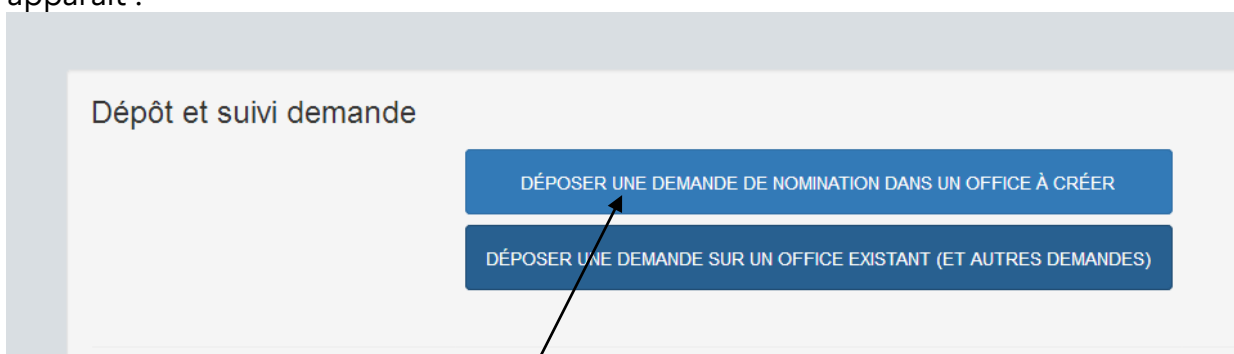 apparait :
Dépôt et suivi demande
DÉPOSER UNE DEMANDE DE NOMINATION DANS UN OFFICE À CRÉER
DÉPOSER UNE DEMANDE SUR UN OFFICE EXISTANT (ET AUTRES DEMANDES)